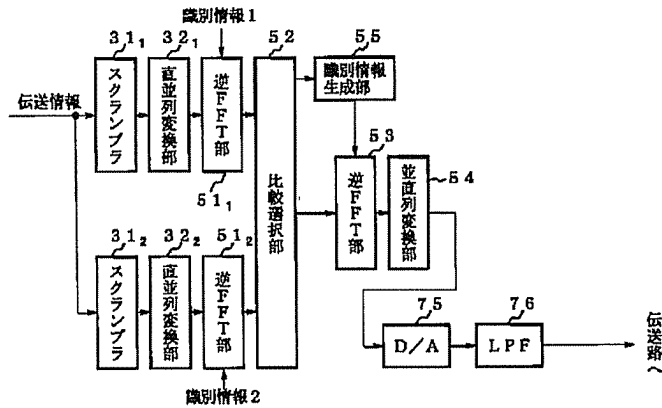 識別情報1
31₁
32₁
52
55
伝送情報
スクランブラ
直並列変換部
逆FFT部
51₁
比較選択部
識別情報
生成部
53
逆FFT部
54
並直列変換部
31₂
32₂
51₂
スクランブラ
直並列変換部
逆FFT部
識別情報2
75
D/A
76
LPF
伝送路へ